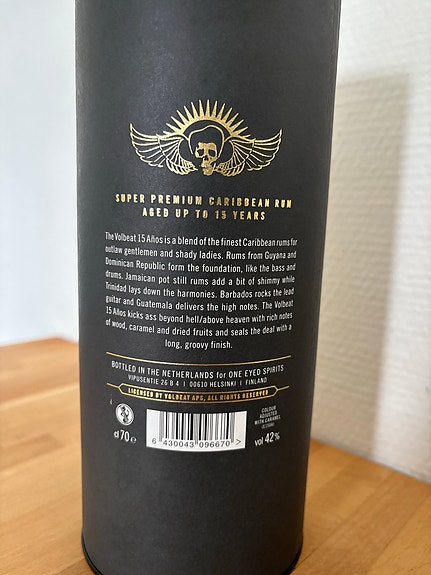 SUPER PREMIUM CARIBBEAN RUM
AGED UP TO 15 YEARS
The Volbeat 15 Años is a blend of the finest Caribbean rums for
outlaw gentlemen and shady ladies. Rums from Guyana and
Dominican Republic form the foundation, like the bass and
drums. Jamaican pot still rums add a bit of shimmy while
Trinidad lays down the harmonies. Barbados rocks the lead
guitar and Guatemala delivers the high notes. The Volbeat
15 Años kicks ass beyond hell/above heaven with rich notes
of wood, caramel and dried fruits and seals the deal with a
long, groovy finish.
BOTTLED IN THE NETHERLANDS for ONE EYED SPIRITS
VIPUSENTIE 26 B 4 | 00610 HELSINKI | FINLAND
LICENSED BY VOLBEAT APS, ALL RIGHTS RESERVED
COLOUR
ADJUSTED
WITH CARAMEL
(E150A)
cl 70 e
6 430043 096670 >
vol 42%